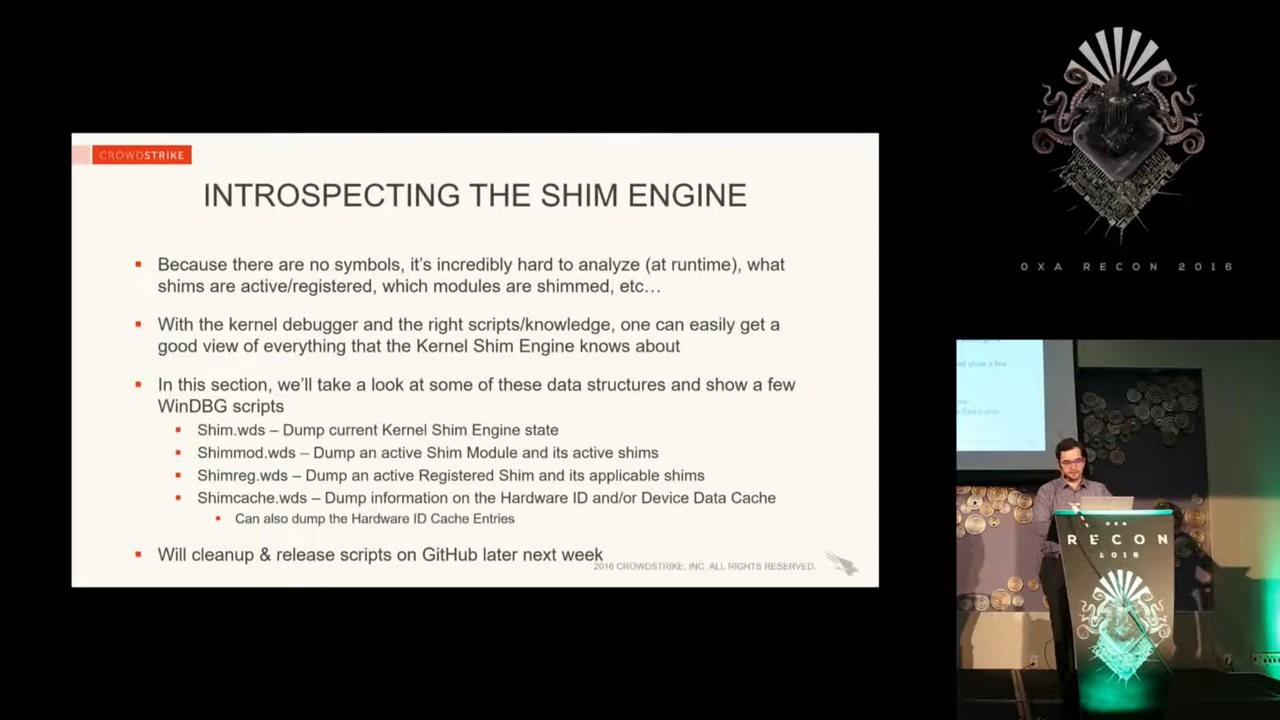 CROWDSTRIKE
INTROSPECTING THE SHIM ENGINE
Because there are no symbols, it's incredibly hard to analyze (at runtime), what
shims are active/registered, which modules are shimmed, etc…
With the kernel debugger and the right scripts/knowledge, one can easily get a
good view of everything that the Kernel Shim Engine knows about
In this section, we'll take a look at some of these data structures and show a few
WinDBG scripts
Shim.wds – Dump current Kernel Shim Engine state
Shimmod.wds – Dump an active Shim Module and its active shims
Shimreg.wds – Dump an active Registered Shim and its applicable shims
Shimcache.wds – Dump information on the Hardware ID and/or Device Data Cache
Can also dump the Hardware ID Cache Entries
Will cleanup & release scripts on GitHub later next week
2016 CROWDSTRIKE, INC. ALL RIGHTS RESERVED.
0XA RECON 2016
0XA
RECON
2016